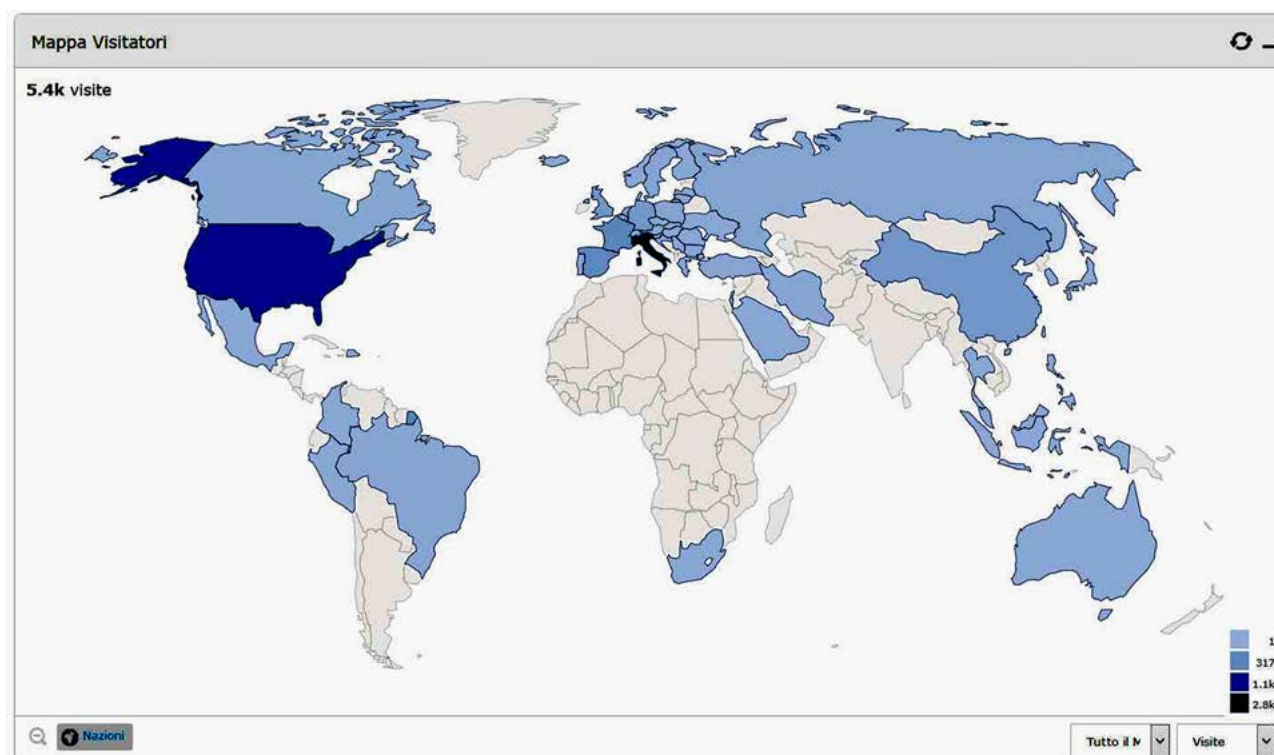 Mappa Visitatori
5.4k visite
1
317
1.1k
2.8k
Nazioni
Tutto il M
Visite